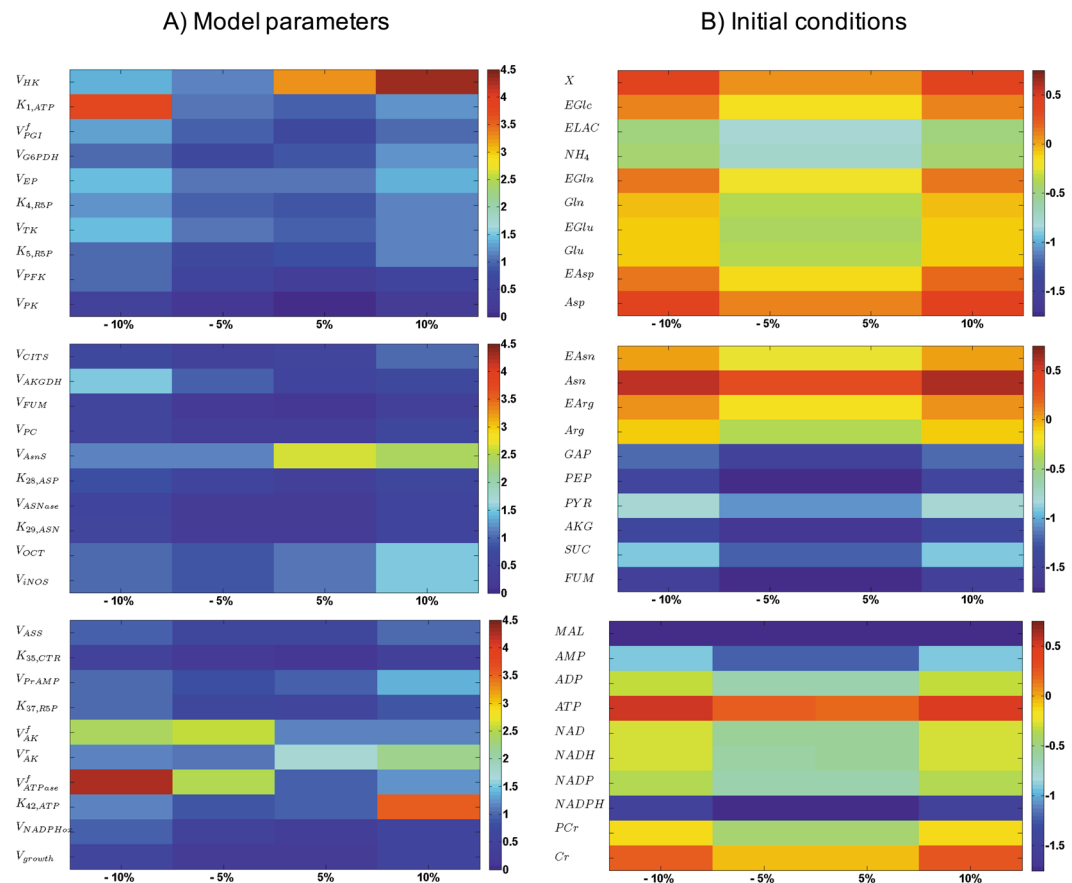 A) Model parameters
B) Initial conditions
V_HK
K_1,ATP
V^f_PGI
V_G6PDH
V_EP
K_4,R5P
V_TK
K_5,R5P
V_PFK
V_PK
- 10% - 5% 5% 10%
4.5
4
3.5
3
2.5
2
1.5
1
0.5
0
X
EGlc
ELAC
NH_4
EGln
Gln
EGlu
Glu
EAsp
Asp
- 10% - 5% 5% 10%
0.5
0
-0.5
-1
-1.5
V_CITS
V_AKGDH
V_FUM
V_PC
V_AsnS
K_28,ASP
V_ASNase
K_29,ASN
V_OCT
V_iNOS
- 10% - 5% 5% 10%
4.5
4
3.5
3
2.5
2
1.5
1
0.5
0
EAsn
Asn
EArg
Arg
GAP
PEP
PYR
AKG
SUC
FUM
- 10% - 5% 5% 10%
0.5
0
-0.5
-1
-1.5
V_ASS
K_35,CTR
V_PrAMP
K_37,R5P
V^f_AK
V^r_AK
V^f_ATPase
K_42,ATP
V_NADPHox
V_growth
- 10% - 5% 5% 10%
4.5
4
3.5
3
2.5
2
1.5
1
0.5
0
MAL
AMP
ADP
ATP
NAD
NADH
NADP
NADPH
PCr
Cr
- 10% - 5% 5% 10%
0.5
0
-0.5
-1
-1.5